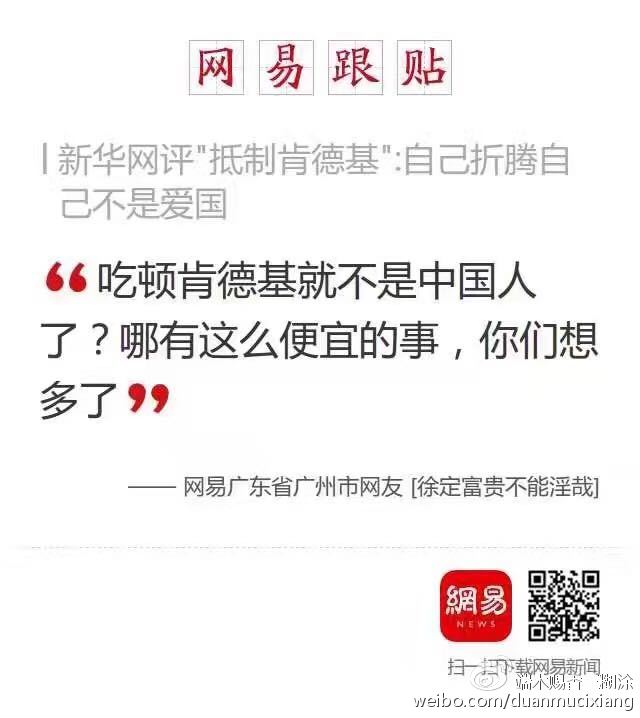 网易跟贴
新华网评"抵制肯德基":自己折腾自
己不是爱国
“吃顿肯德基就不是中国人
了？哪有这么便宜的事，你们想
多了”
—— 网易广东省广州市网友 [徐定富贵不能淫哉]
網易
NEWS
扫一扫下载网易新闻
端木赐香 糊涂
weibo.com/duanmucixiang